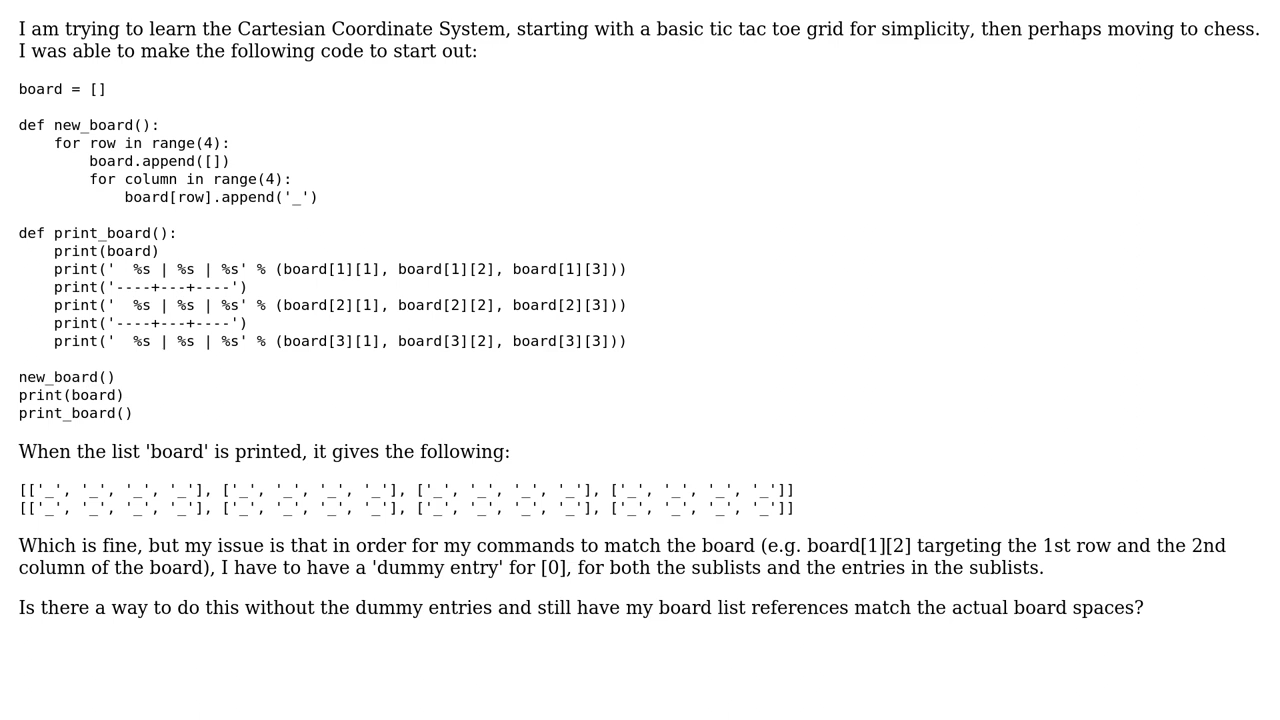 I am trying to learn the Cartesian Coordinate System, starting with a basic tic tac toe grid for simplicity, then perhaps moving to chess.
I was able to make the following code to start out:
board = []
def new_board():
    for row in range(4):
        board.append([])
        for column in range(4):
            board[row].append('_')
def print_board():
    print(board)
    print('  %s | %s | %s' % (board[1][1], board[1][2], board[1][3]))
    print('----+---+----')
    print('  %s | %s | %s' % (board[2][1], board[2][2], board[2][3]))
    print('----+---+----')
    print('  %s | %s | %s' % (board[3][1], board[3][2], board[3][3]))
new_board()
print(board)
print_board()
When the list 'board' is printed, it gives the following:
[['_', '_', '_', '_'], ['_', '_', '_', '_'], ['_', '_', '_', '_'], ['_', '_', '_', '_']]
[['_', '_', '_', '_'], ['_', '_', '_', '_'], ['_', '_', '_', '_'], ['_', '_', '_', '_']]
Which is fine, but my issue is that in order for my commands to match the board (e.g. board[1][2] targeting the 1st row and the 2nd
column of the board), I have to have a 'dummy entry' for [0], for both the sublists and the entries in the sublists.
Is there a way to do this without the dummy entries and still have my board list references match the actual board spaces?